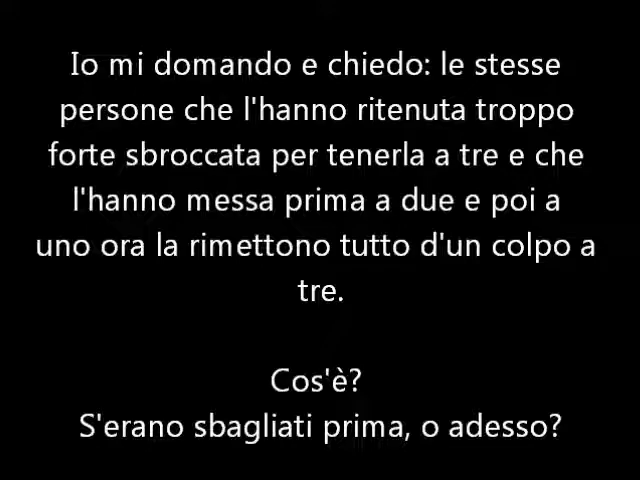 Io mi domando e chiedo: le stesse
persone che l'hanno ritenuta troppo
forte sbroccata per tenerla a tre e che
l'hanno messa prima a due e poi a
uno ora la rimettono tutto d'un colpo a
tre.
Cos'è?
S'erano sbagliati prima, o adesso?